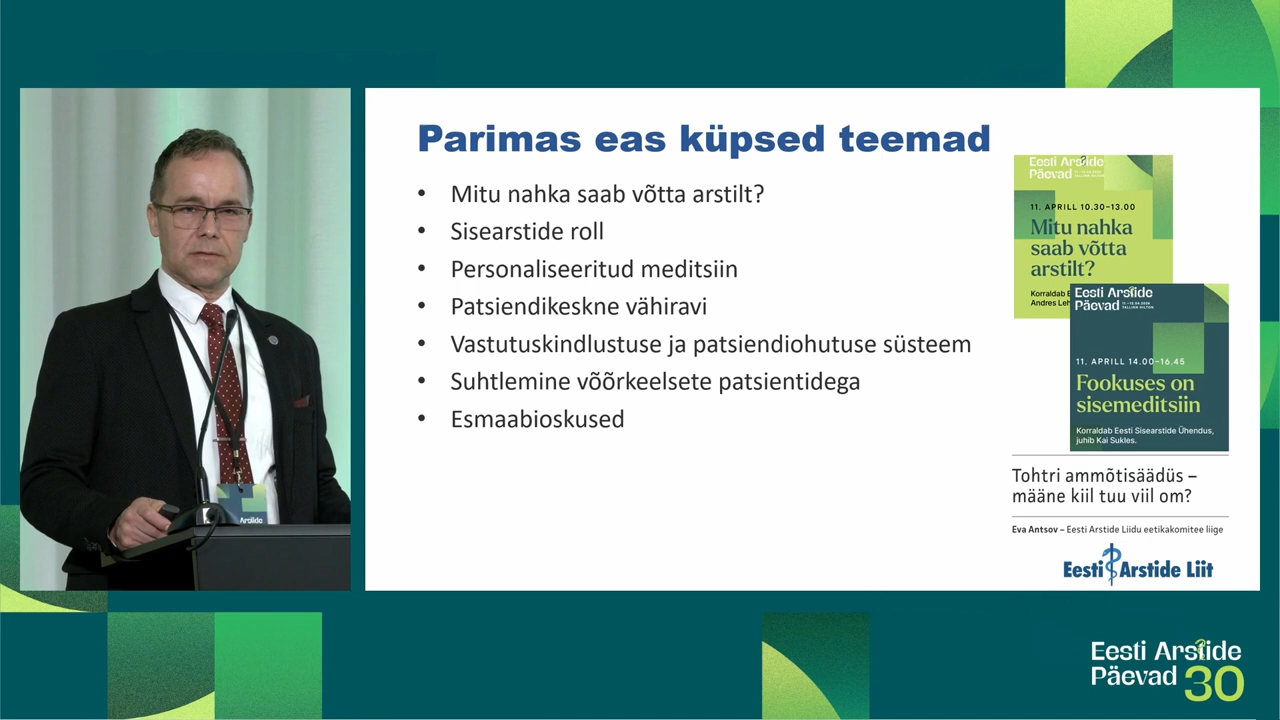 Parimas eas küpsed teemad
• Mitu nahka saab võtta arstilt?
• Sisearstide roll
• Personaliseeritud meditsiin
• Patsiendikeskne vähiravi
• Vastutuskindlustuse ja patsiendiohutuse süsteem
• Suhtlemine võõrkeelsete patsientidega
• Esmaabioskused
Eesti Arstide
Päevad
11. APRILL 10.30–13.00
Mitu nahka
saab võtta
arstilt?
Korraldab E
Andres Leh
Eesti Arstide
Päevad
11. APRILL 14.00–16.45
Fookuses on
sisemeditsiin
Korraldab Eesti Sisearstide Ühendus,
juhib Kai Sukles.
Tohtri ammõtisäädüs –
määne kiil tuu viil om?
Eva Antsov – Eesti Arstide Liidu eetikakomitee liige
Eesti Arstide Liit
Arstide
Eesti Arstide
Päevad 30